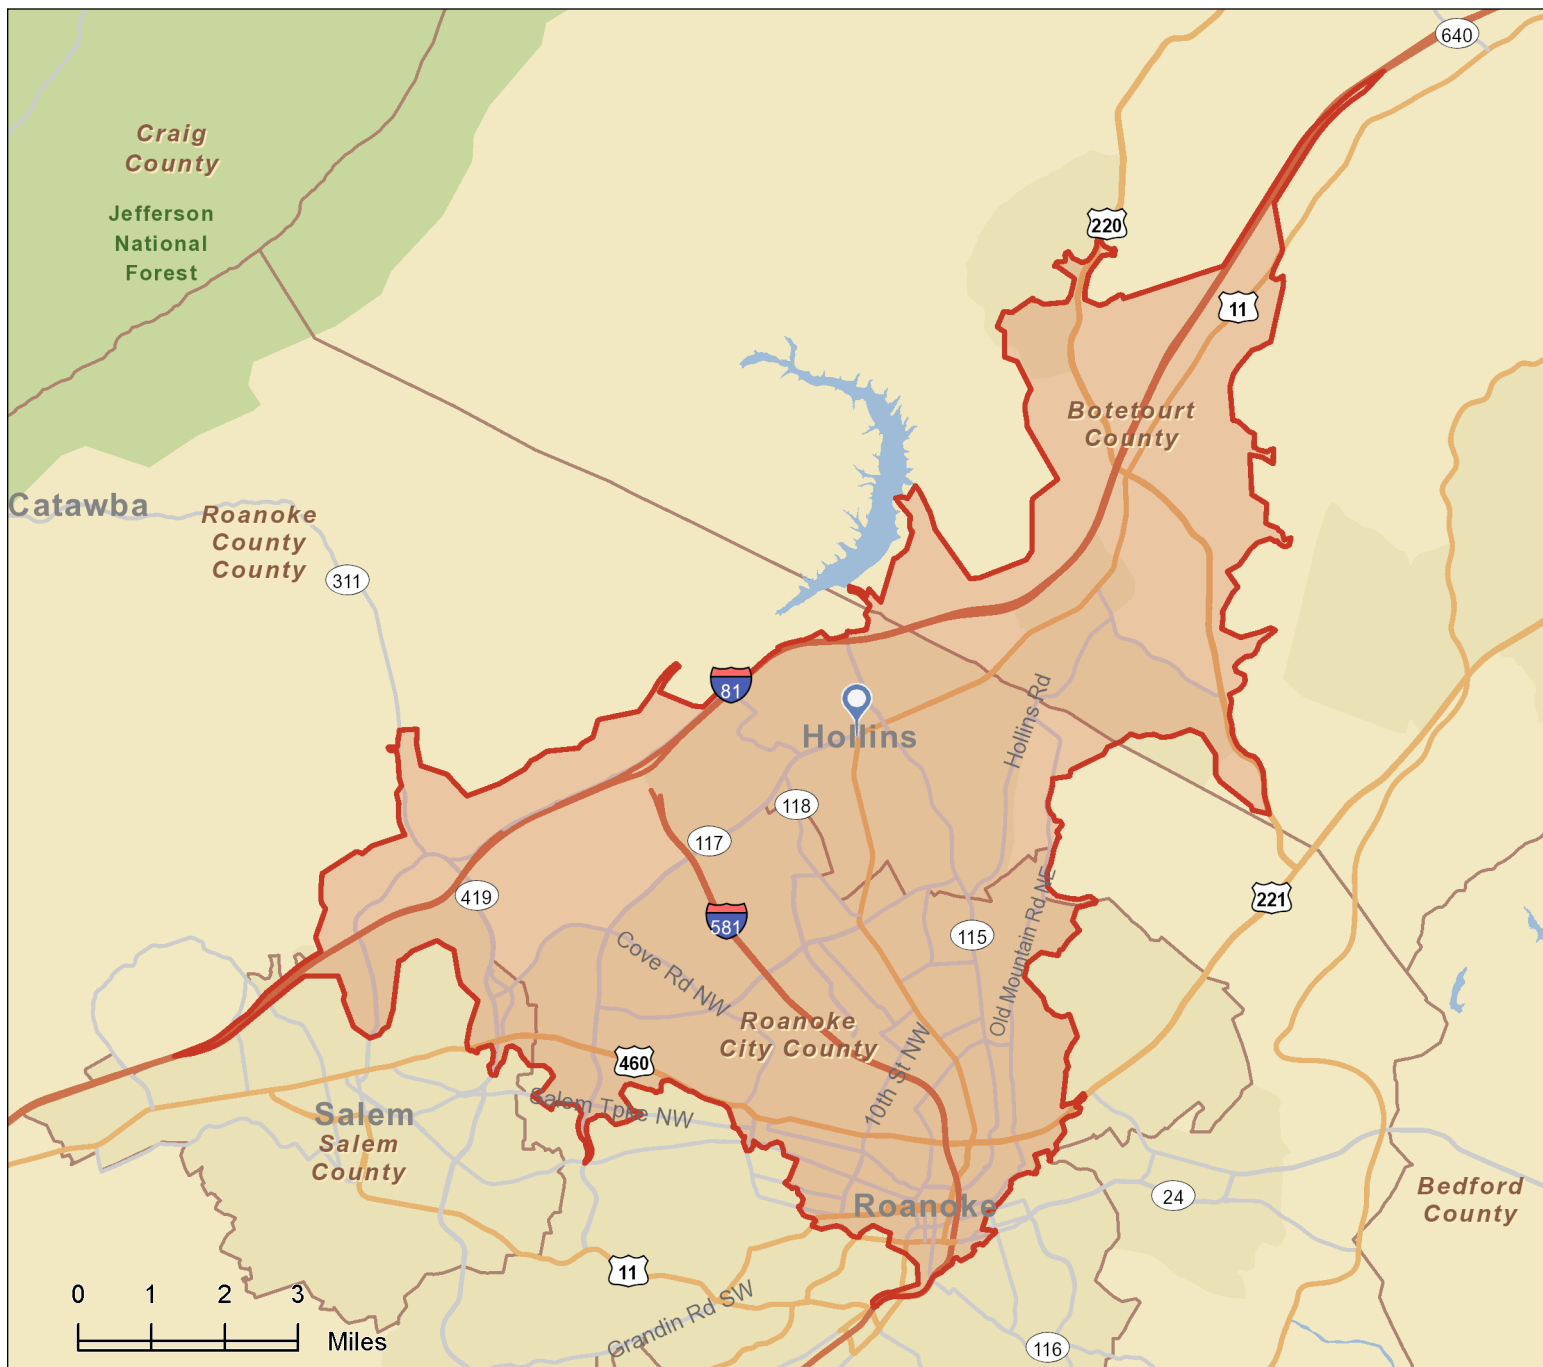 640
Craig
County
Jefferson
National
Forest
220
11
Botetourt
County
Catawba
Roanoke
County
County
311
81
Hollins
Hollins Rd
118
117
419
221
581
115
Old Mountain Rd NE
Cove Rd NW
Roanoke
City County
10th St NW
460
Salem Tpke NW
Salem
Salem
County
Roanoke
24
Bedford
County
11
Grandin Rd SW
116
0 1 2 3
Miles